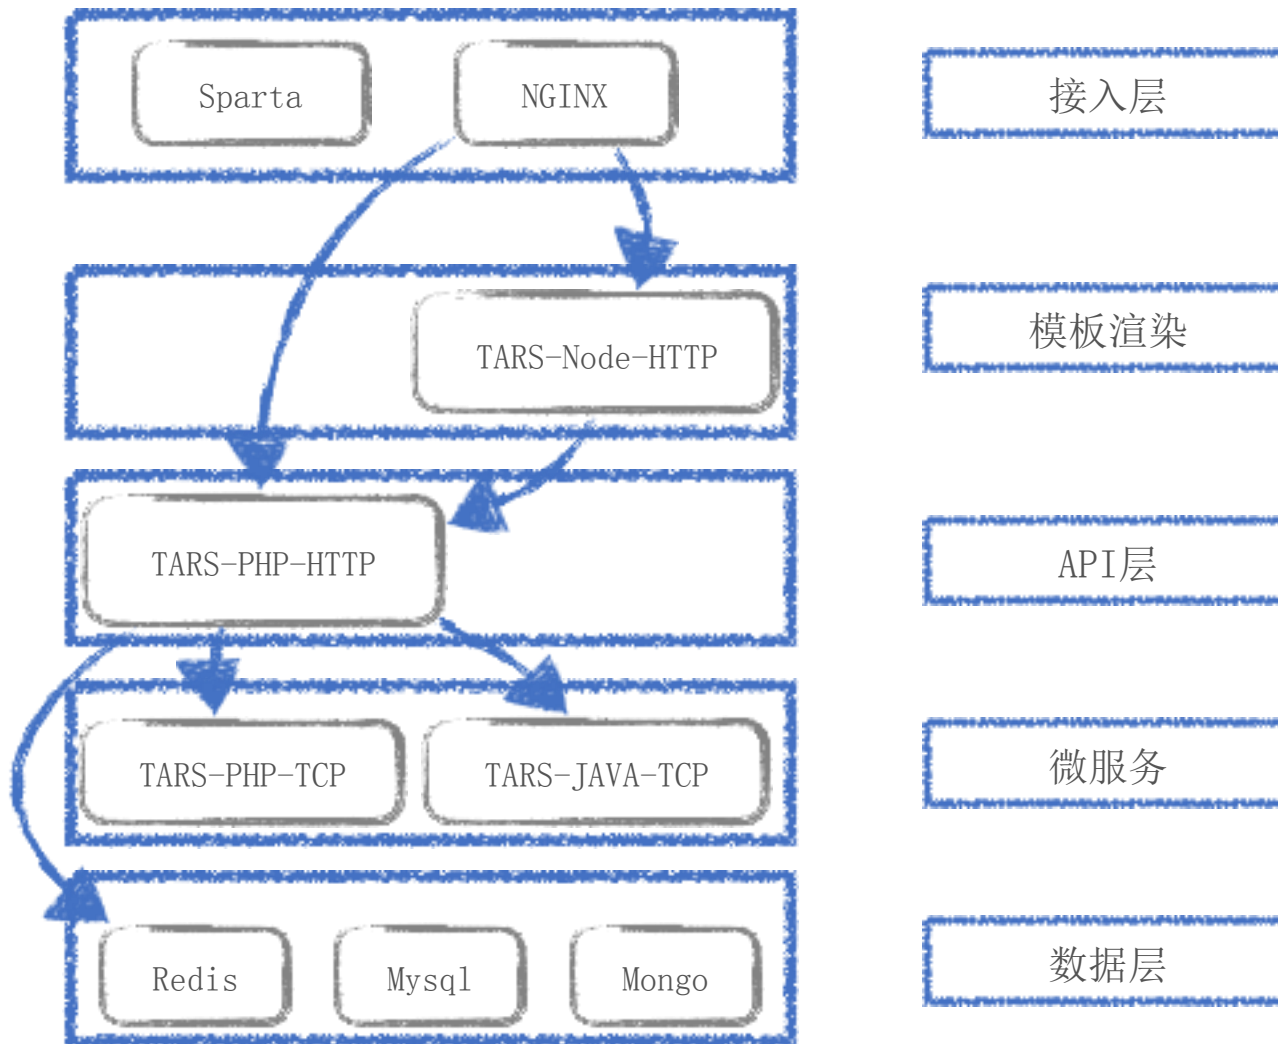 Sparta
NGINX
接入层
TARS-Node-HTTP
模板渲染
TARS-PHP-HTTP
API层
TARS-PHP-TCP
TARS-JAVA-TCP
微服务
Redis
Mysql
Mongo
数据层